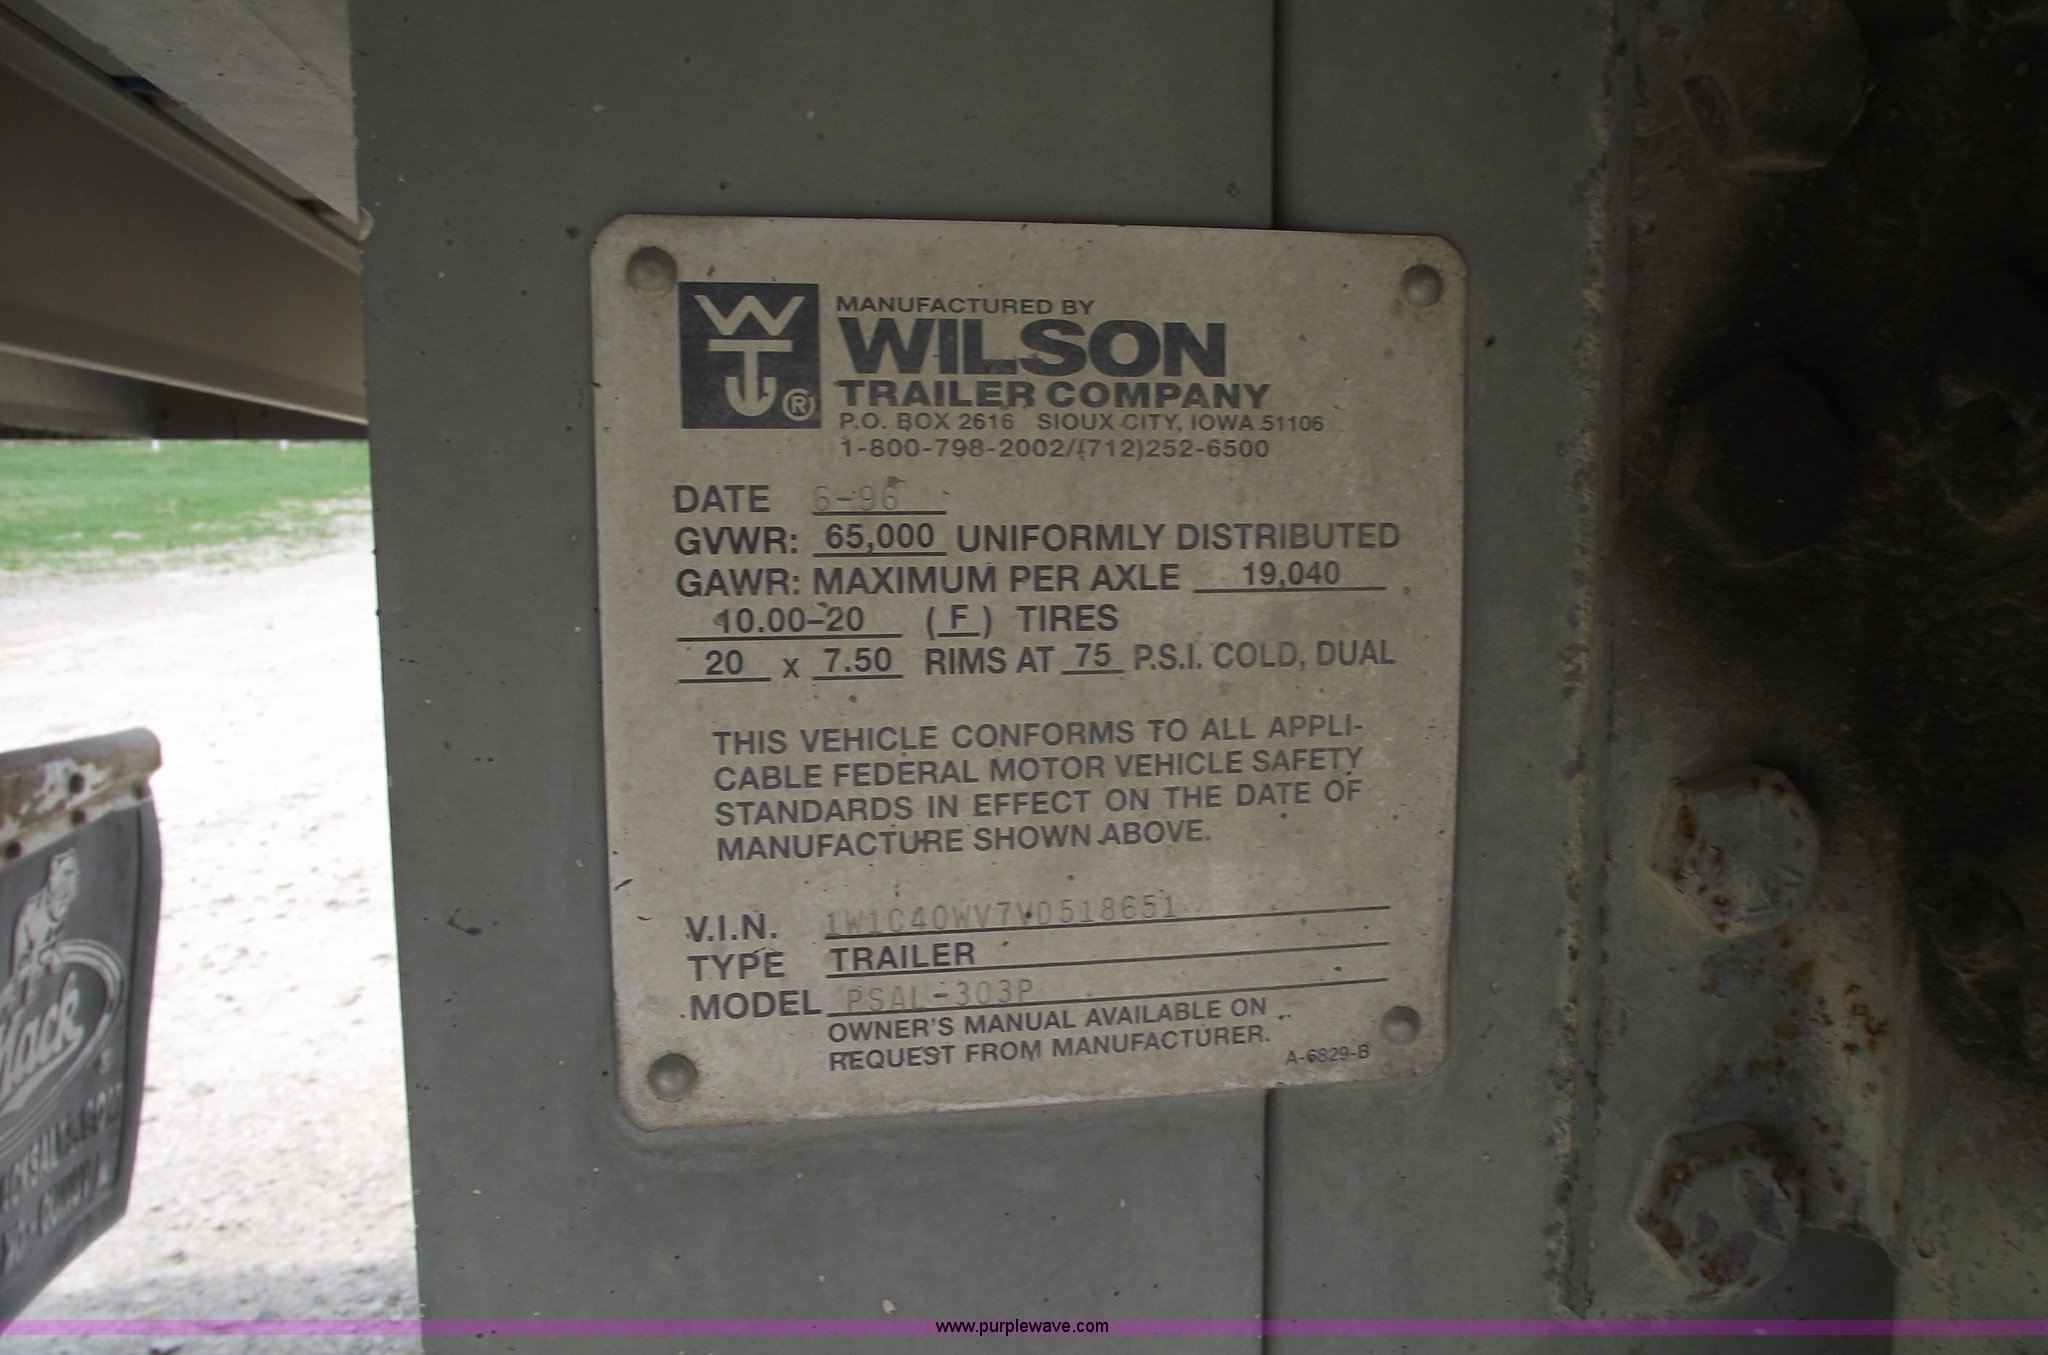 MANUFACTURED BY
WILSON
TRAILER COMPANY
P.O. BOX 2616 SIOUX CITY, IOWA 51106
1-800-798-2002/(712)252-6500
DATE 6-96
GVWR: 65,000 UNIFORMLY DISTRIBUTED
GAWR: MAXIMUM PER AXLE 19,040
10.00-20 (F) TIRES
20 x 7.50 RIMS AT 75 P.S.I. COLD, DUAL
THIS VEHICLE CONFORMS TO ALL APPLI-
CABLE FEDERAL MOTOR VEHICLE SAFETY
STANDARDS IN EFFECT ON THE DATE OF
MANUFACTURE SHOWN ABOVE.
V.I.N. 1W1C40WV7VD518651
TYPE TRAILER
MODEL PSAL-303P
OWNER'S MANUAL AVAILABLE ON
REQUEST FROM MANUFACTURER.
A-6829-B
Mack
www.purplewave.com